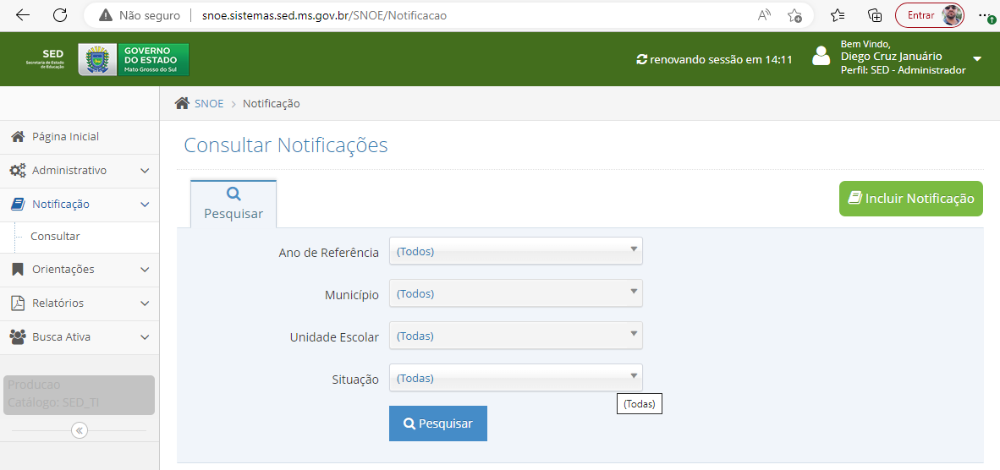 Não seguro | snoe.sistemas.sed.ms.gov.br/SNOE/Notificacao
Entrar
SED
Secretaria de Estado
de Educação
GOVERNO
DO ESTADO
Mato Grosso do Sul
renovando sessão em 14:11
Bem Vindo,
Diego Cruz Januário
Perfil: SED - Administrador
SNOE > Notificação
Página Inicial
Administrativo
Notificação
Consultar
Orientações
Relatórios
Busca Ativa
Producao
Catálogo: SED_TI
Consultar Notificações
Pesquisar
Incluir Notificação
Ano de Referência (Todos)
Município (Todos)
Unidade Escolar (Todas)
Situação (Todas)
(Todas)
Pesquisar